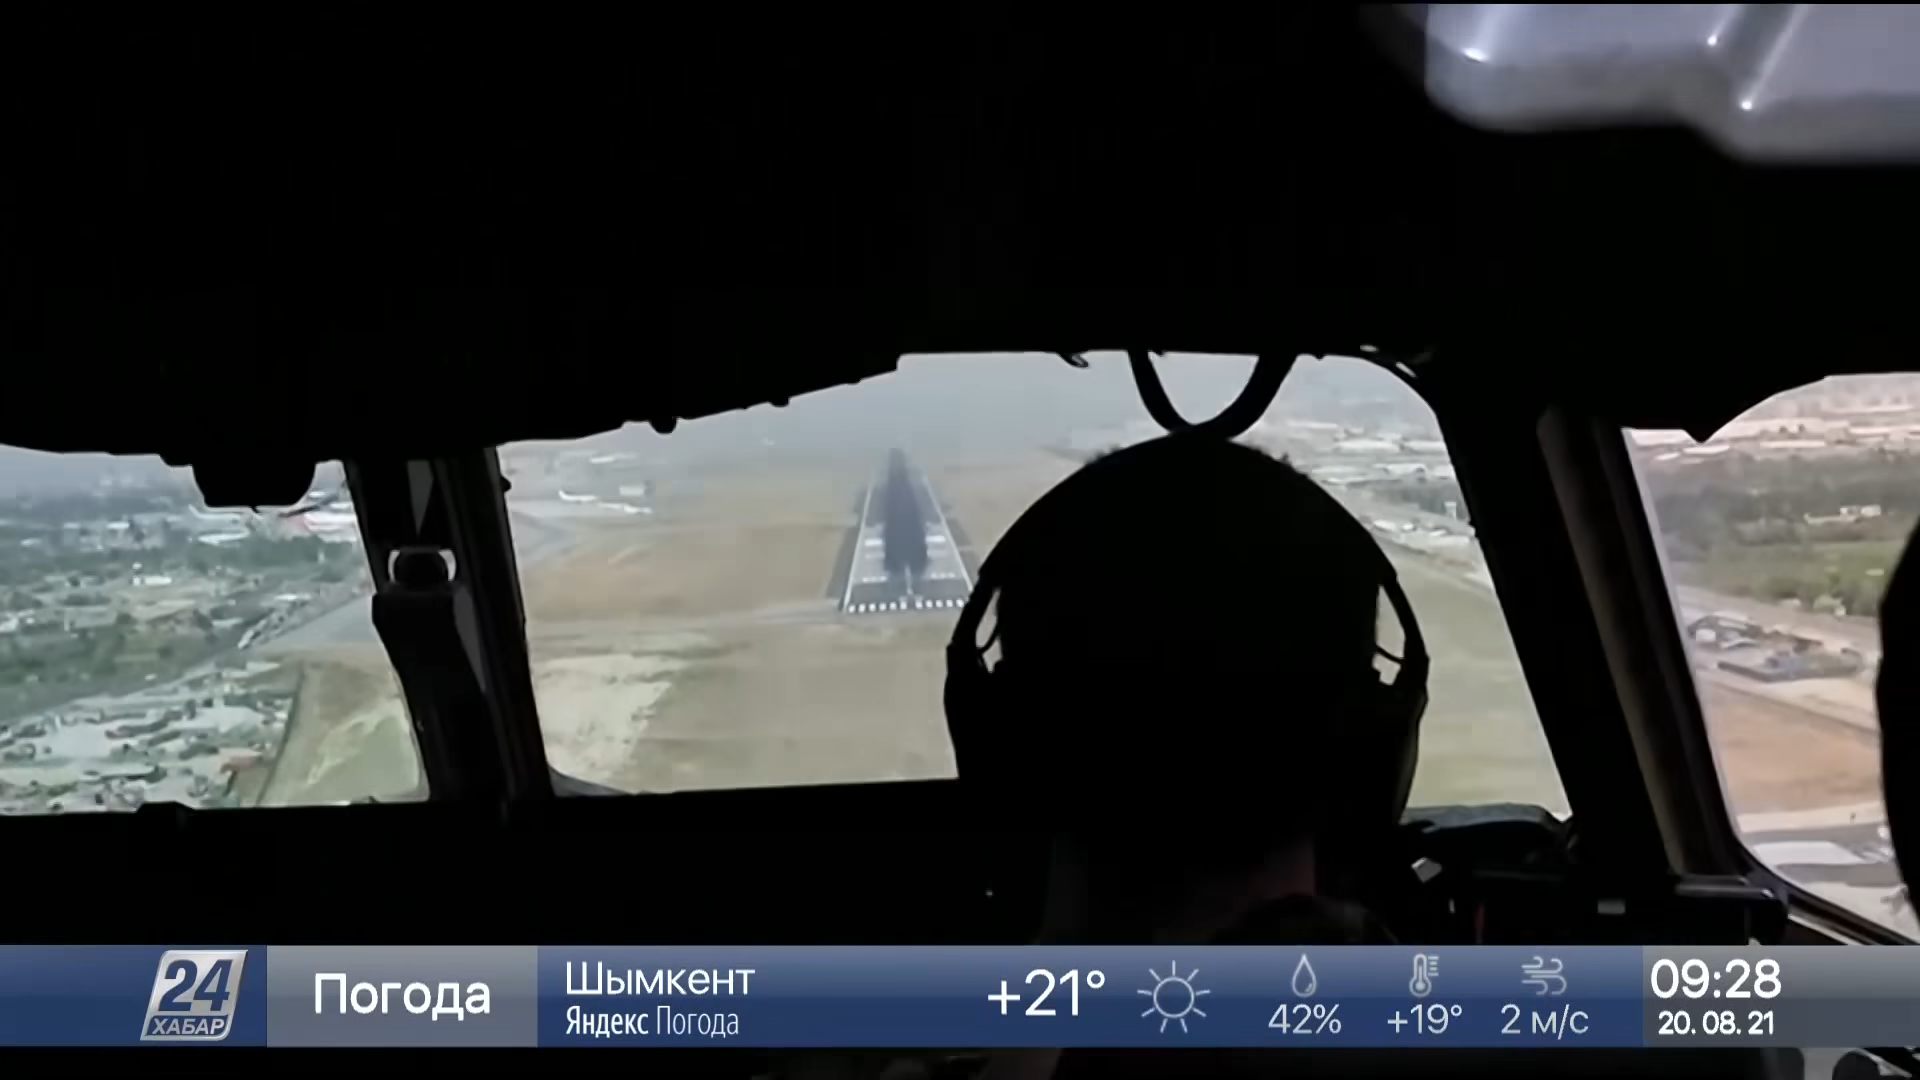 24
ХАБАР
Погода
Шымкент
Яндекс Погода
+21°
42%
+19°
2 м/с
09:28
20. 08. 21